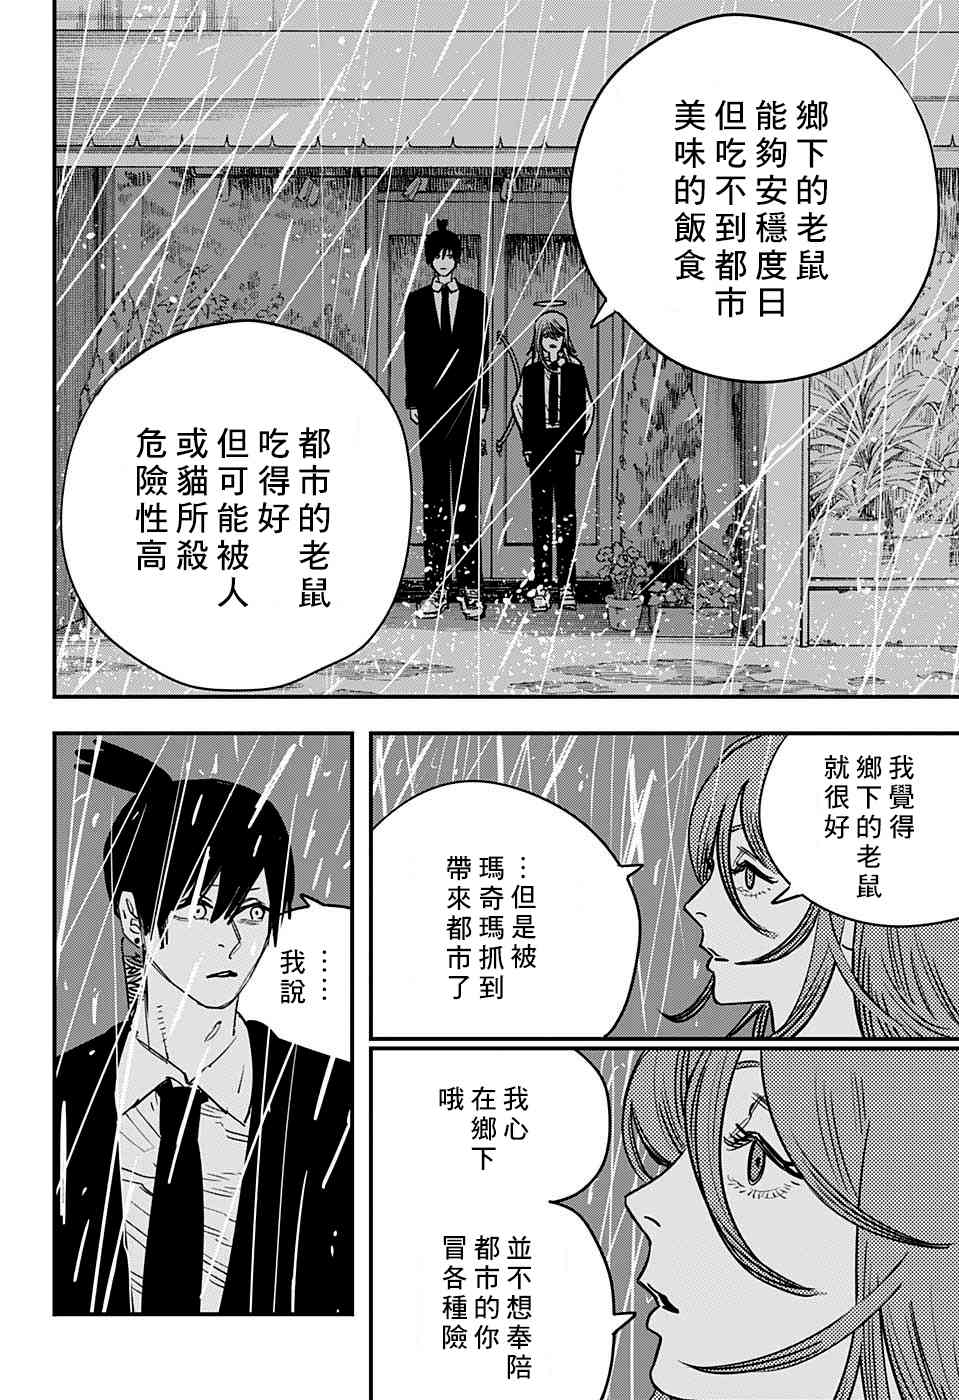 鄉下的老鼠
能夠安穩度日
但吃不到都市
美味的飯食
都市的老鼠
吃得好
但可能被人
或貓所殺
危險性高
我覺得
鄉下的老鼠
就很好
…但是被
瑪奇瑪抓到
帶來都市了
我心
在鄉下
哦
並不想奉陪
都市的你
冒各種險
……
我說